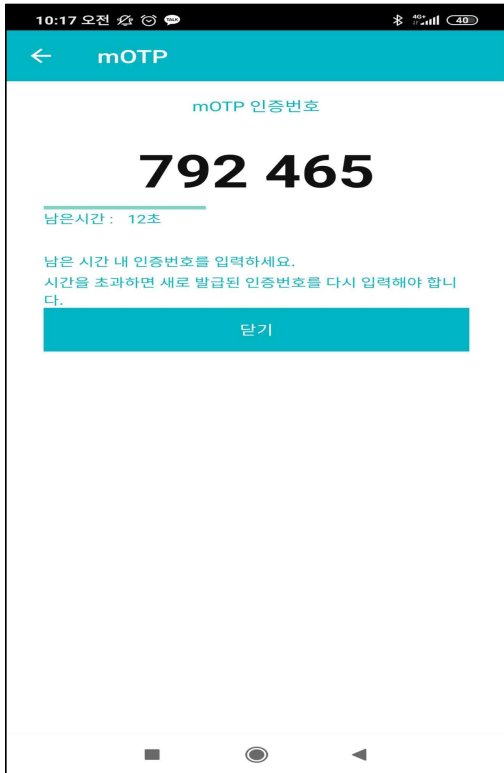 10:17 오전
4G+
40
mOTP
mOTP 인증번호
792 465
남은시간 : 12초
남은 시간 내 인증번호를 입력하세요.
시간을 초과하면 새로 발급된 인증번호를 다시 입력해야 합니
다.
닫기